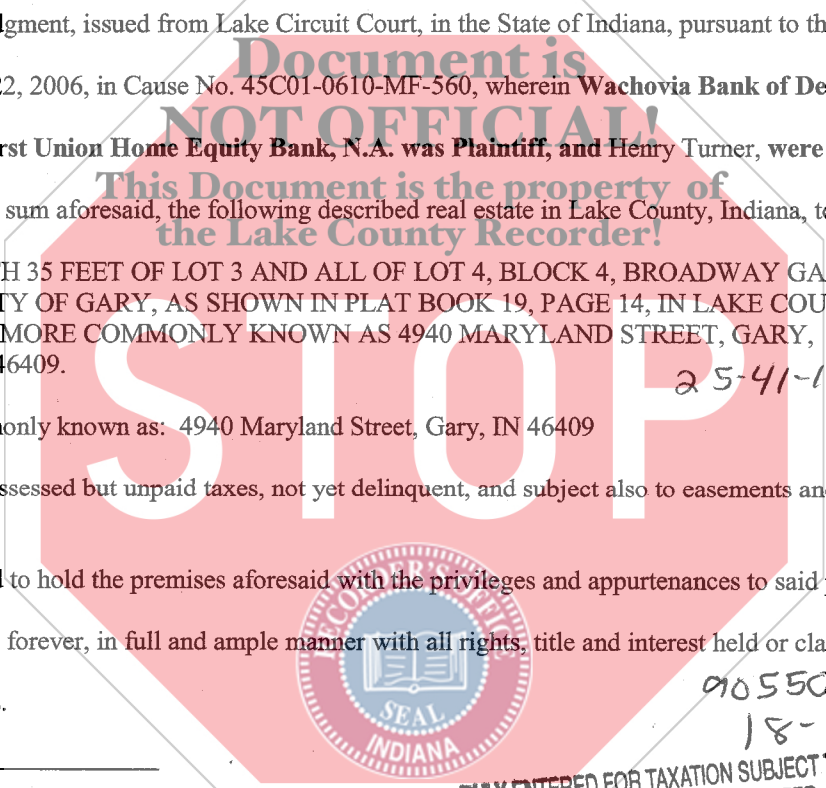 dgment, issued from Lake Circuit Court, in the State of Indiana, pursuant to th
Document is
22, 2006, in Cause No. 45C01-0610-MF-560, wherein Wachovia Bank of De
NOT OFFICIAL!
rst Union Home Equity Bank, N.A. was Plaintiff, and Henry Turner, were
This Document is the property of
sum aforesaid, the following described real estate in Lake County, Indiana, to
the Lake County Recorder!
H 35 FEET OF LOT 3 AND ALL OF LOT 4, BLOCK 4, BROADWAY GA
TY OF GARY, AS SHOWN IN PLAT BOOK 19, PAGE 14, IN LAKE COU
MORE COMMONLY KNOWN AS 4940 MARYLAND STREET, GARY,
46409.
25-41-1
STOP
only known as: 4940 Maryland Street, Gary, IN 46409
ssessed but unpaid taxes, not yet delinquent, and subject also to easements an
to hold the premises aforesaid with the privileges and appurtenances to said
forever, in full and ample manner with all rights, title and interest held or cla
RECORDER'S OFFICE
SEAL
INDIANA
90550
18-
ENTERED FOR TAXATION SUBJECT